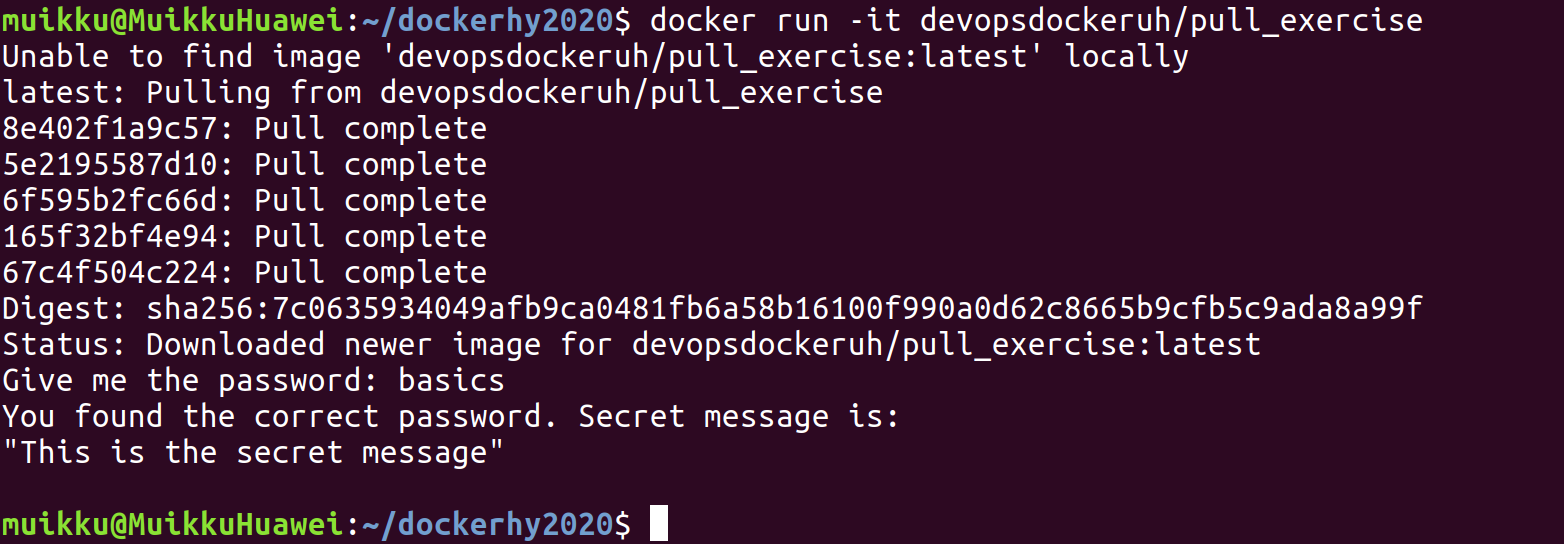 muikku@MuikkuHuawei:~/dockerhy2020$ docker run -it devopsdockeruh/pull_exercise
Unable to find image 'devopsdockeruh/pull_exercise:latest' locally
latest: Pulling from devopsdockeruh/pull_exercise
8e402f1a9c57: Pull complete
5e2195587d10: Pull complete
6f595b2fc66d: Pull complete
165f32bf4e94: Pull complete
67c4f504c224: Pull complete
Digest: sha256:7c0635934049afb9ca0481fb6a58b16100f990a0d62c8665b9cfb5c9ada8a99f
Status: Downloaded newer image for devopsdockeruh/pull_exercise:latest
Give me the password: basics
You found the correct password. Secret message is:
"This is the secret message"
muikku@MuikkuHuawei:~/dockerhy2020$